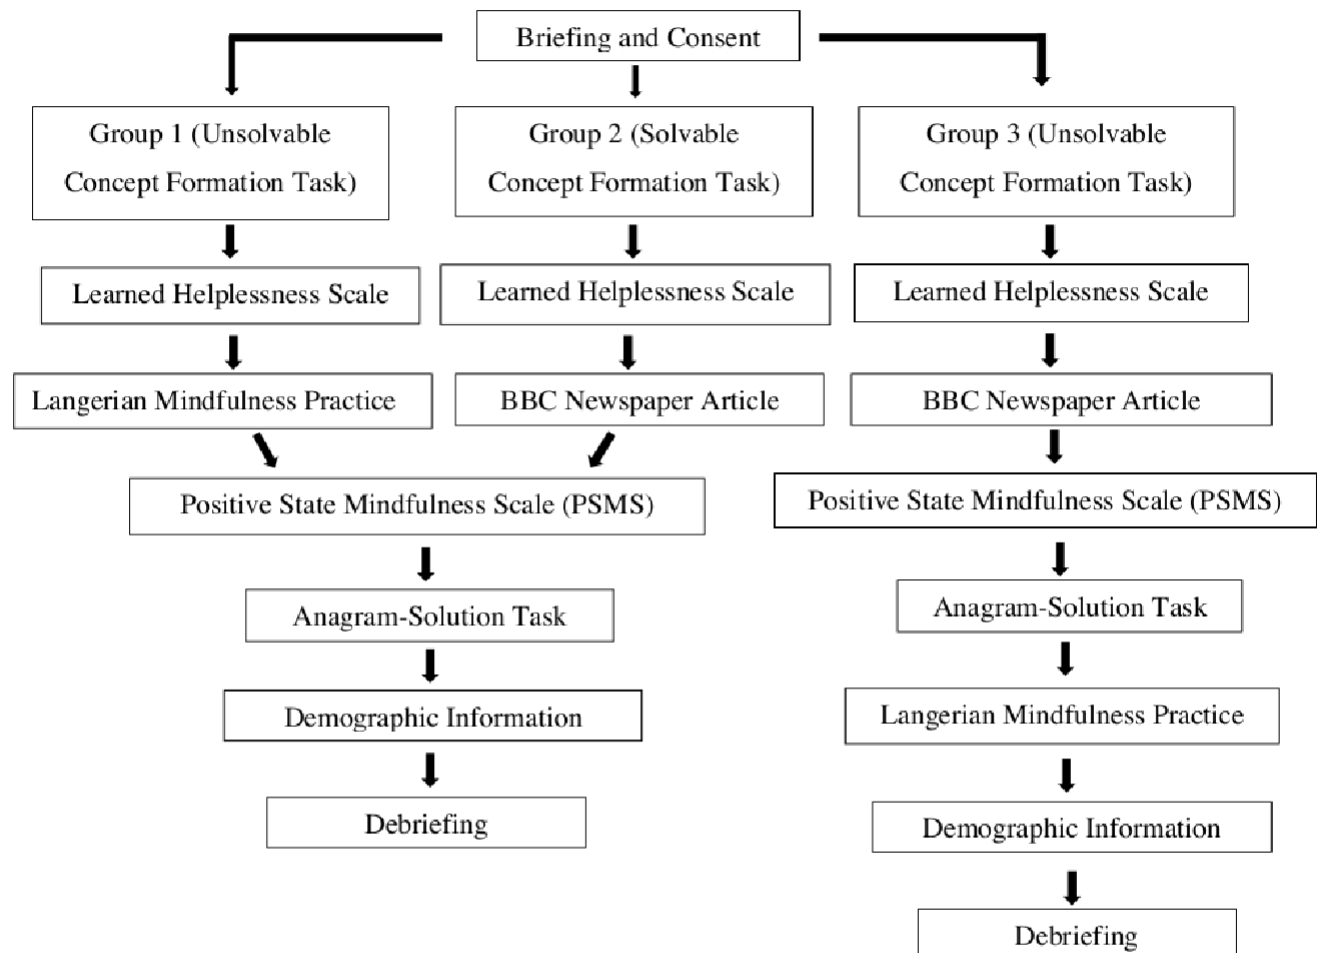 Briefing and Consent
Group 1 (Unsolvable
Concept Formation Task)
Group 2 (Solvable
Concept Formation Task)
Group 3 (Unsolvable
Concept Formation Task)
Learned Helplessness Scale
Learned Helplessness Scale
Learned Helplessness Scale
Langerian Mindfulness Practice
BBC Newspaper Article
BBC Newspaper Article
Positive State Mindfulness Scale (PSMS)
Positive State Mindfulness Scale (PSMS)
Anagram-Solution Task
Anagram-Solution Task
Demographic Information
Langerian Mindfulness Practice
Debriefing
Demographic Information
Debriefing